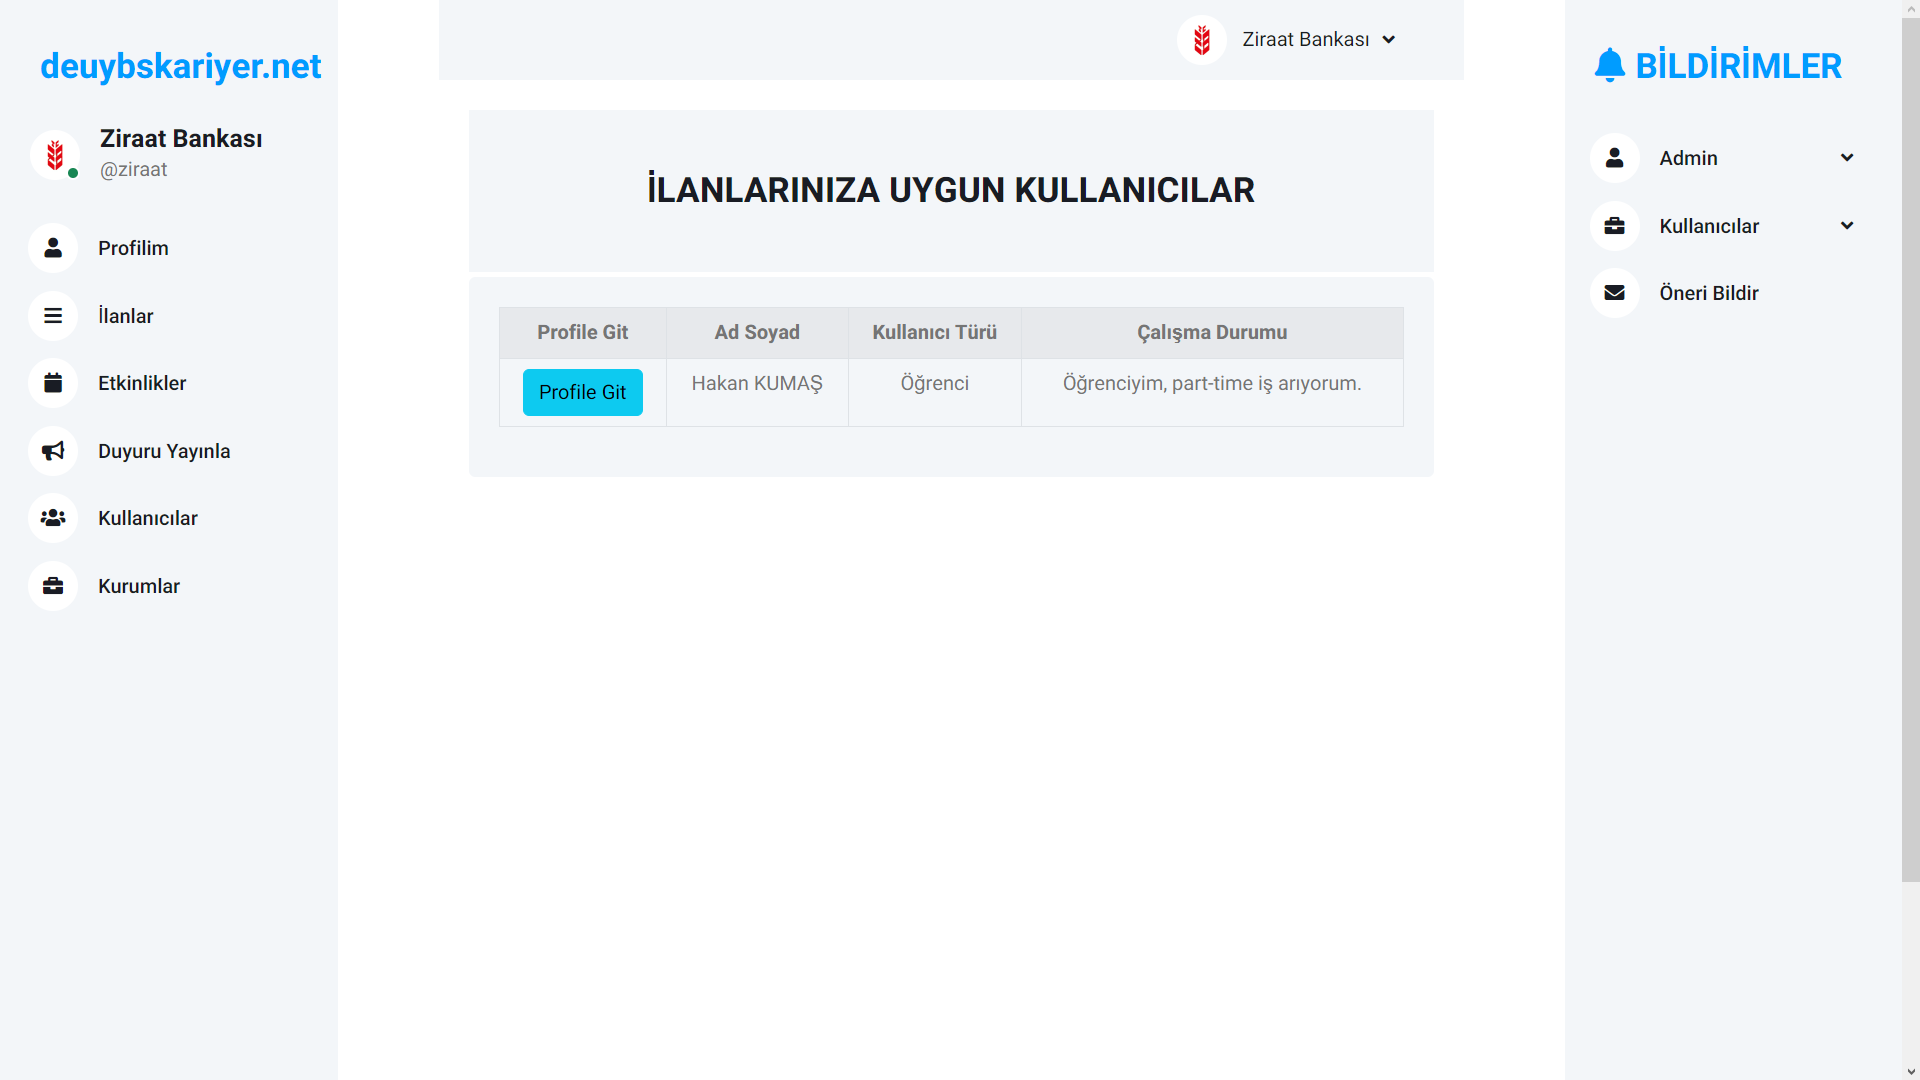 deuybskariyer.net
Ziraat Bankası
@ziraat
Profilim
İlanlar
Etkinlikler
Duyuru Yayınla
Kullanıcılar
Kurumlar
Ziraat Bankası
İLANLARINIZA UYGUN KULLANICILAR
Profile Git Ad Soyad Kullanıcı Türü Çalışma Durumu
Profile Git Hakan KUMAŞ Öğrenci Öğrenciyim, part-time iş arıyorum.
BİLDİRİMLER
Admin
Kullanıcılar
Öneri Bildir